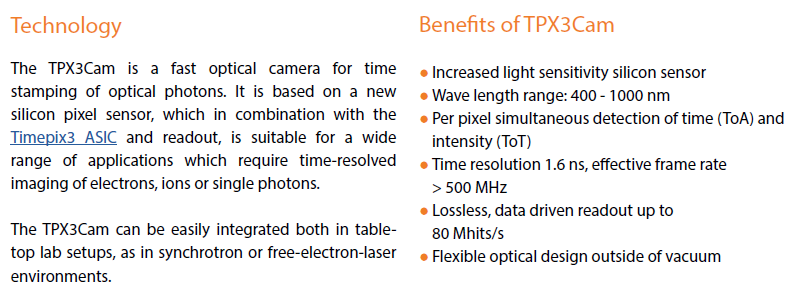 Technology
The TPX3Cam is a fast optical camera for time
stamping of optical photons. It is based on a new
silicon pixel sensor, which in combination with the
Timepix3 ASIC and readout, is suitable for a wide
range of applications which require time-resolved
imaging of electrons, ions or single photons.
The TPX3Cam can be easily integrated both in table-
top lab setups, as in synchrotron or free-electron-laser
environments.
Benefits of TPX3Cam
● Increased light sensitivity silicon sensor
● Wave length range: 400 - 1000 nm
● Per pixel simultaneous detection of time (ToA) and
intensity (ToT)
● Time resolution 1.6 ns, effective frame rate
> 500 MHz
● Lossless, data driven readout up to
80 Mhits/s
● Flexible optical design outside of vacuum